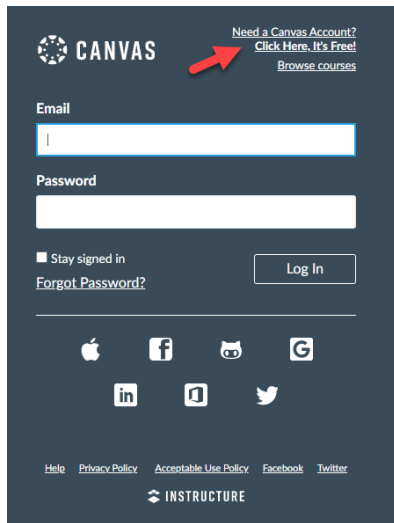 CANVAS
Need a Canvas Account?
Click Here, It's Free!
Browse courses
Email
Password
Stay signed in
Log In
Forgot Password?
Help Privacy Policy Acceptable Use Policy Facebook Twitter
INSTRUCTURE